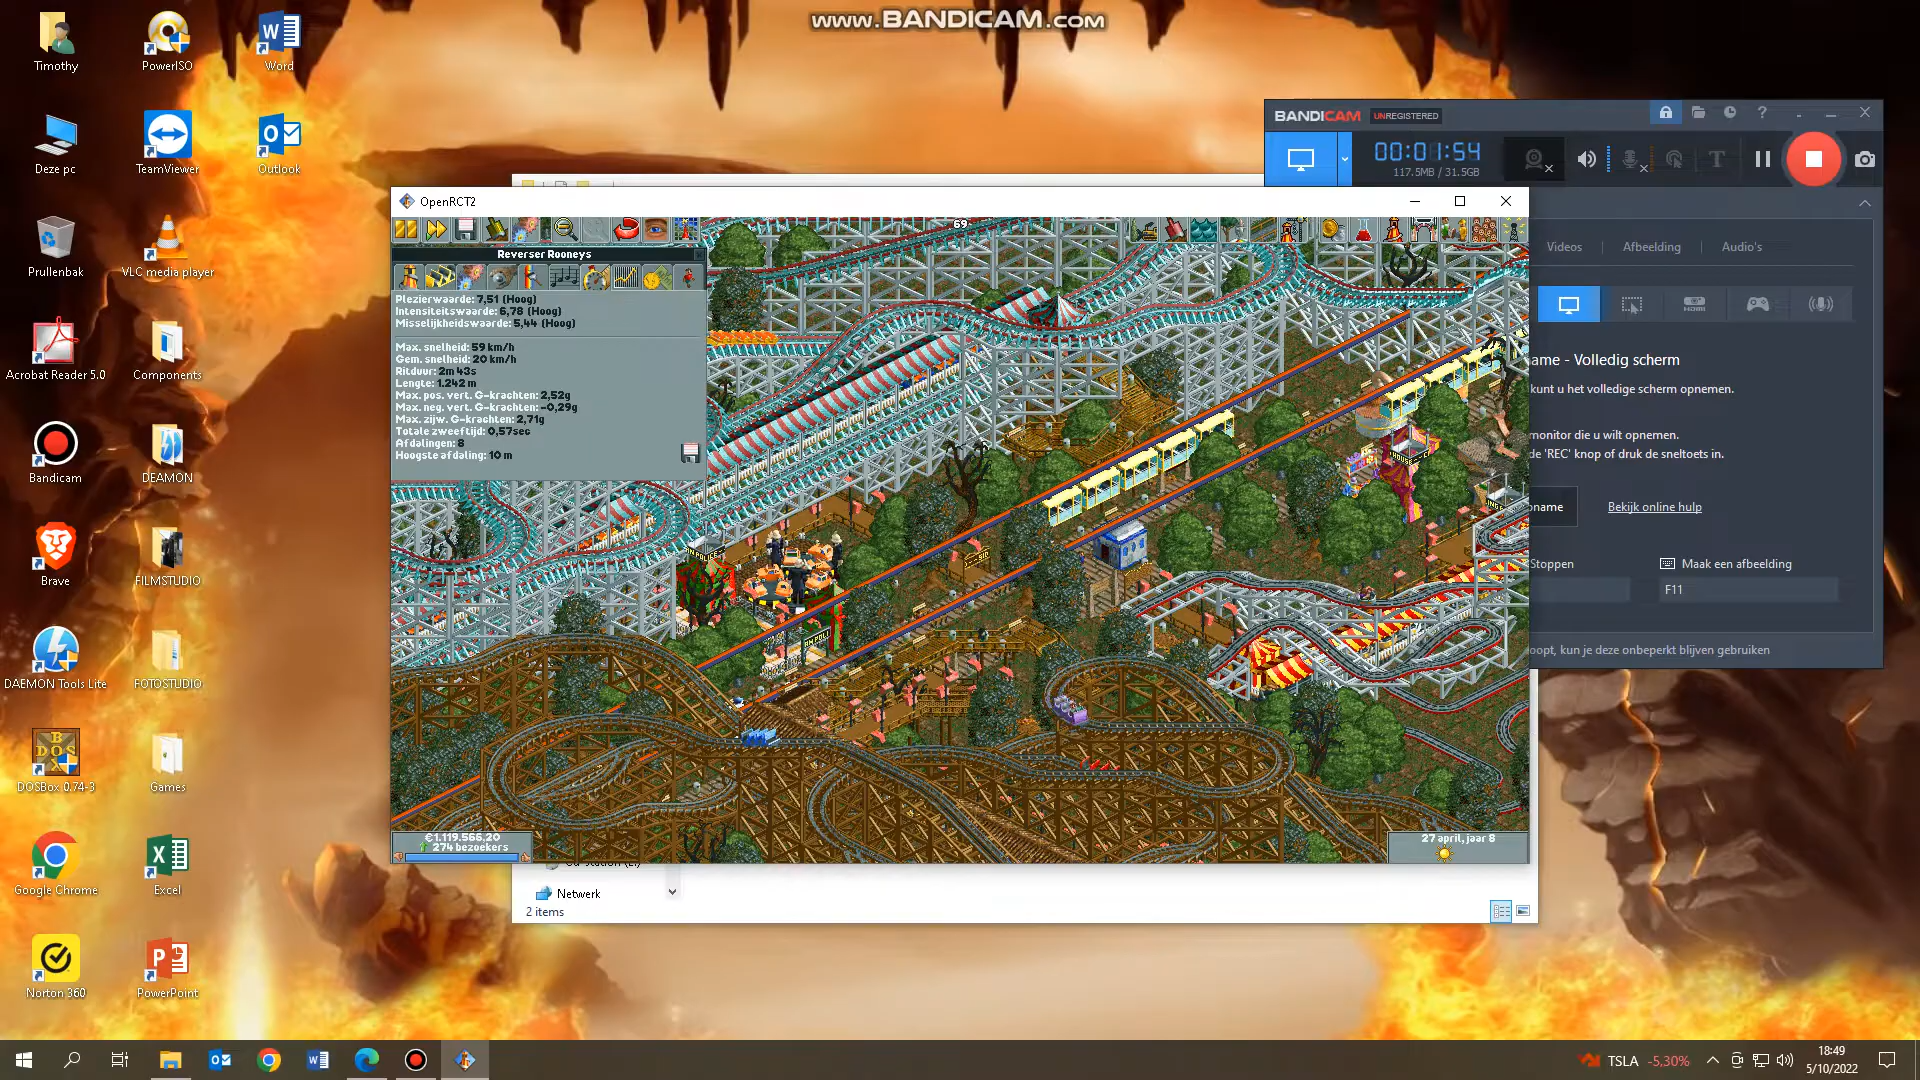 www.BANDICAM.com
Timothy
PowerISO
Word
Deze pc
TeamViewer
Outlook
Prullenbak
VLC media player
Acrobat Reader 5.0
Components
Bandicam
DEAMON
Brave
FILMSTUDIO
DAEMON Tools Lite
FOTOSTUDIO
DOSBox 0.74-3
Games
Google Chrome
Excel
Norton 360
PowerPoint
BANDICAM UNREGISTERED
00:01:54
117.5MB / 31.5GB
Videos
Afbeelding
Audio's
HDMI
ame - Volledig scherm
kunt u het volledige scherm opnemen.
monitor die u wilt opnemen.
de 'REC' knop of druk de sneltoets in.
Bekijk online hulp
Stoppen
Maak een afbeelding
F11
oopt, kun je deze onbeperkt blijven gebruiken
OpenRCT2
69
Reverser Rooneys
Plezierwaarde: 7,51 (Hoog)
Intensiteitswaarde: 6,78 (Hoog)
Misselijkheidswaarde: 5,44 (Hoog)
Max. snelheid: 59 km/h
Gem. snelheid: 20 km/h
Ritduur: 2m 43s
Lengte: 1.242 m
Max. pos. vert. G-krachten: 2,52g
Max. neg. vert. G-krachten: -0,29g
Max. zijw. G-krachten: 2,71g
Totale zweeftijd: 0,57sec
Afdalingen: 8
Hoogste afdaling: 10 m
€1.119.566,20
274 bezoekers
27 april, jaar 8
Netwerk
2 items
TSLA -5,30%
18:49
5/10/2022